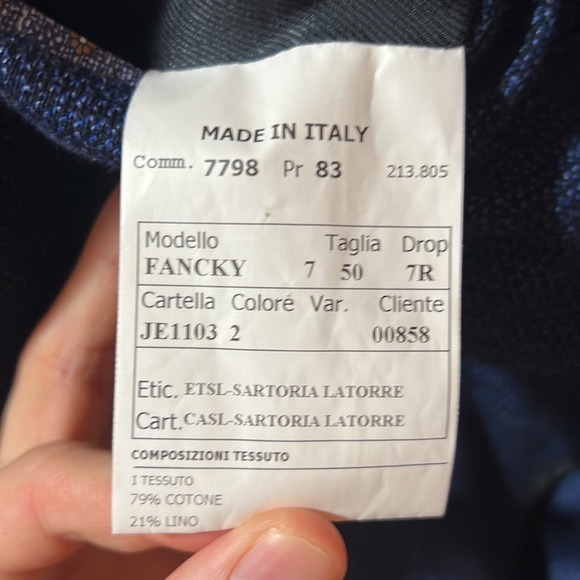 MADE IN ITALY
Comm. 7798 Pr 83 213.805
Modello Taglia Drop
FANCKY 7 50 7R
Cartella Colore Var. Cliente
JE1103 2 00858
Etic. ETSL-SARTORIA LATORRE
Cart. CASL-SARTORIA LATORRE
COMPOSIZIONI TESSUTO
I TESSUTO
79% COTONE
21% LINO